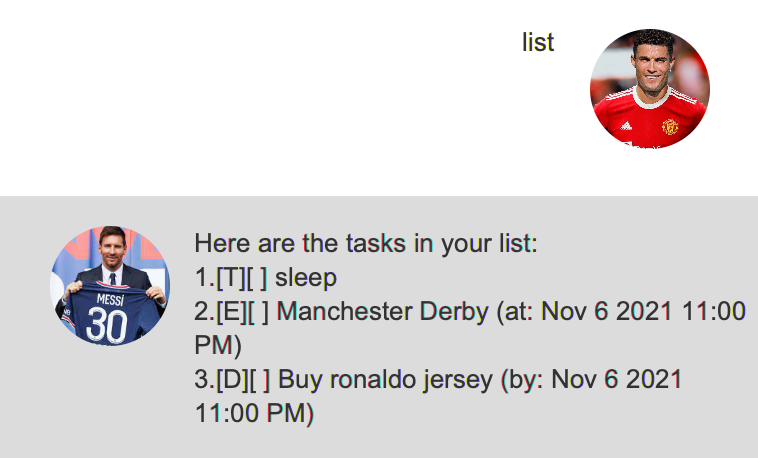 list
Here are the tasks in your list:
1.[T][ ] sleep
2.[E][ ] Manchester Derby (at: Nov 6 2021 11:00
PM)
3.[D][ ] Buy ronaldo jersey (by: Nov 6 2021
11:00 PM)
MESSI
30